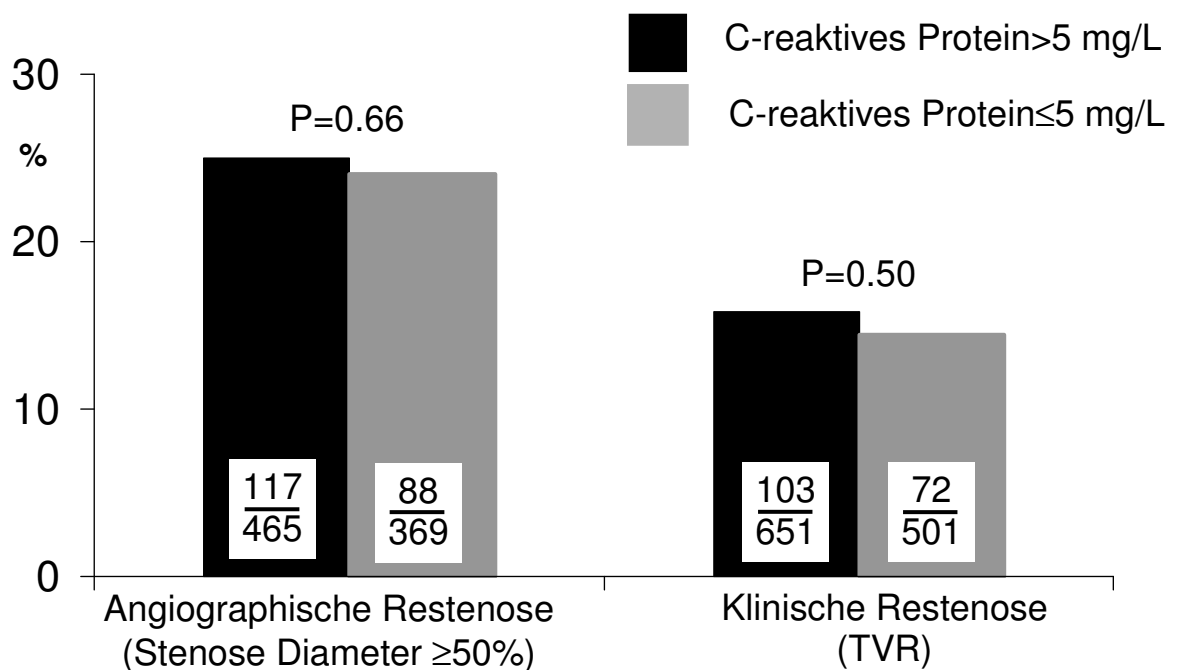 C-reaktives Protein>5 mg/L
C-reaktives Protein≤5 mg/L
30
%
20
10
0
P=0.66
P=0.50
117
465
88
369
103
651
72
501
Angiographische Restenose
(Stenose Diameter ≥50%)
Klinische Restenose
(TVR)